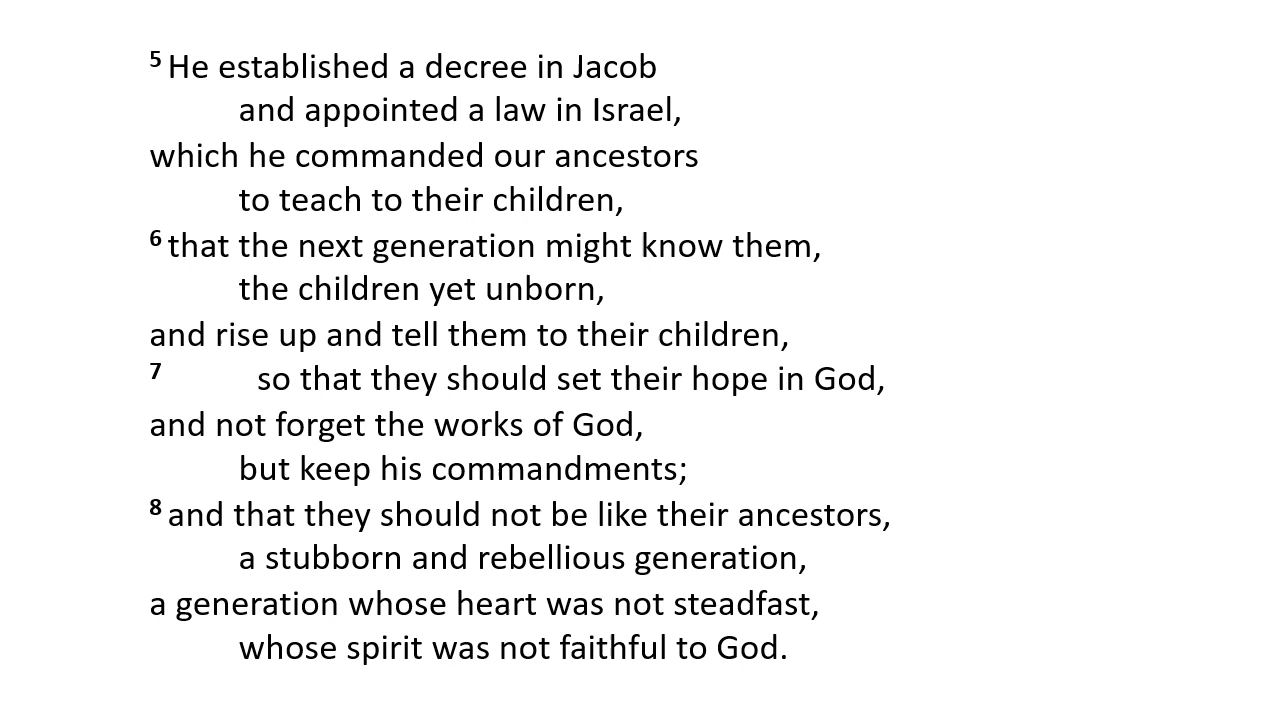 5 He established a decree in Jacob
and appointed a law in Israel,
which he commanded our ancestors
to teach to their children,
6 that the next generation might know them,
the children yet unborn,
and rise up and tell them to their children,
7 so that they should set their hope in God,
and not forget the works of God,
but keep his commandments;
8 and that they should not be like their ancestors,
a stubborn and rebellious generation,
a generation whose heart was not steadfast,
whose spirit was not faithful to God.